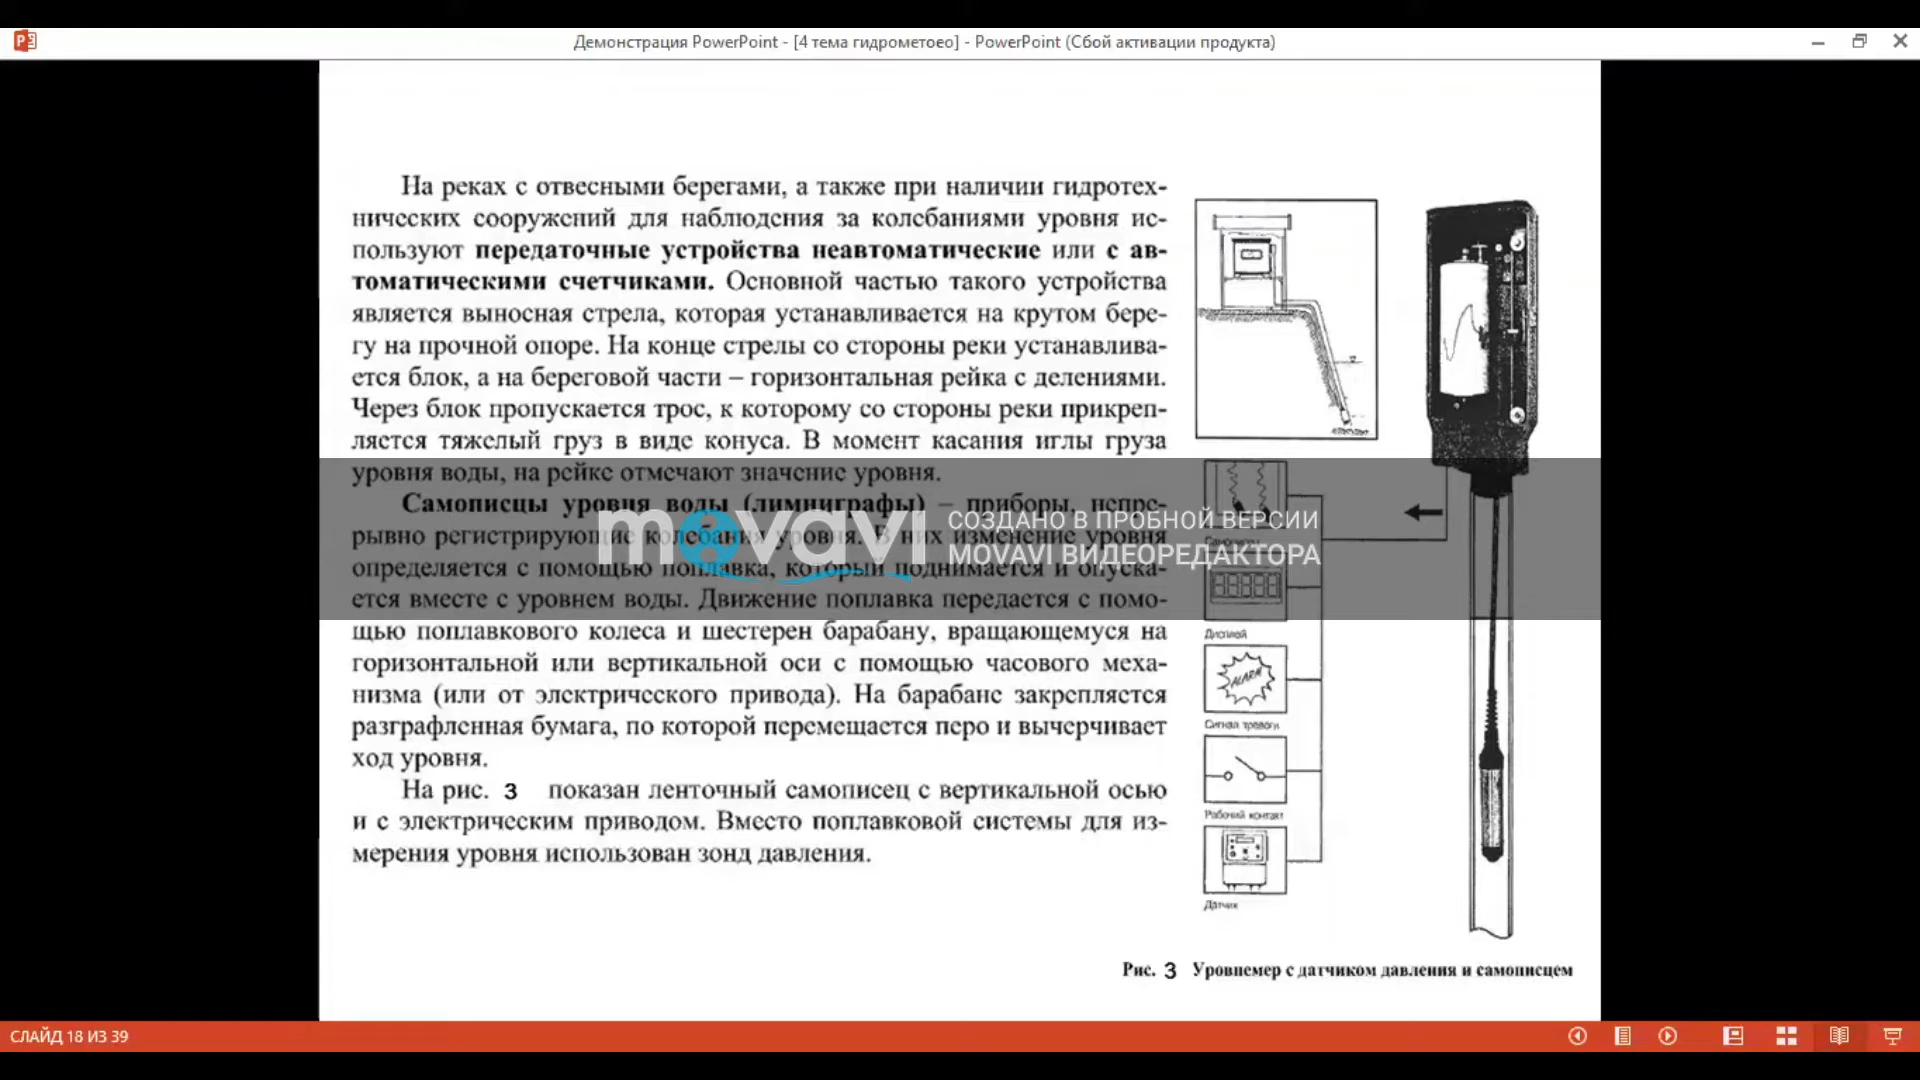 Демонстрация PowerPoint - [4 тема гидрометоео] - PowerPoint (Сбой активации продукта)
На реках с отвесными берегами, а также при наличии гидротех-
нических сооружений для наблюдения за колебаниями уровня ис-
пользуют передаточные устройства неавтоматические или с ав-
томатическими счетчиками. Основной частью такого устройства
является выносная стрела, которая устанавливается на крутом бере-
гу на прочной опоре. На конце стрелы со стороны реки устанавлива-
ется блок, а на береговой части – горизонтальная рейка с делениями.
Через блок пропускается трос, к которому со стороны реки прикреп-
ляется тяжелый груз в виде конуса. В момент касания иглы груза
уровня воды, на рейке отмечают значение уровня.
Самописцы уровня воды (лимниграфы) – приборы, непре-
рывно регистрирующие колебания уровня. В них изменение уровня
определяется с помощью поплавка, который поднимается и опуска-
ется вместе с уровнем воды. Движение поплавка передается с помо-
щью поплавкового колеса и шестерен барабану, вращающемуся на
горизонтальной или вертикальной оси с помощью часового меха-
низма (или от электрического привода). На барабане закрепляется
разграфленная бумага, по которой перемещается перо и вычерчивает
ход уровня.
На рис. 3 показан ленточный самописец с вертикальной осью
и с электрическим приводом. Вместо поплавковой системы для из-
мерения уровня использован зонд давления.
movavi
СОЗДАНО В ПРОБНОЙ ВЕРСИИ
MOVAVI ВИДЕОРЕДАКТОРА
Дисплей
ALARM
Сигнал тревоги
Рабочий контакт
Датчик
Рис. 3 Уровнемер с датчиком давления и самописцем
СЛАЙД 18 ИЗ 39